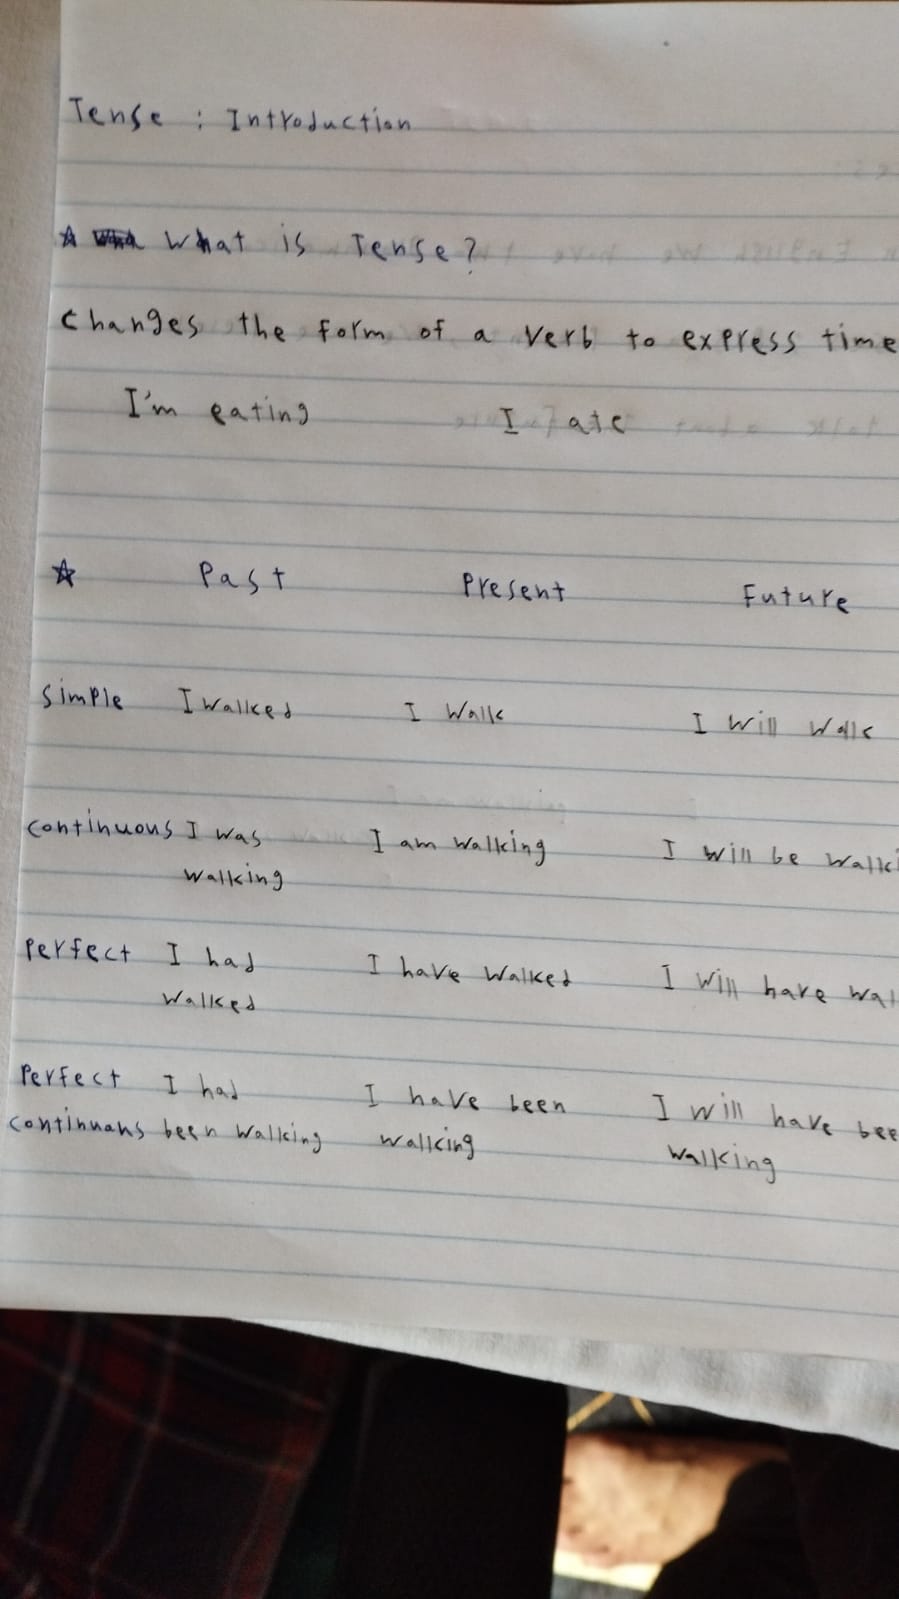 Tense : Introduction
What is Tense?
Changes the form of a verb to express time
I'm eating I ate
Past Present Future
Simple I walked I walk I will walk
Continuous I was I am walking I will be walki
walking
Perfect I had I have walked I will have wal
walked
Perfect I had I have been I will have bee
continuous been walking walking walking